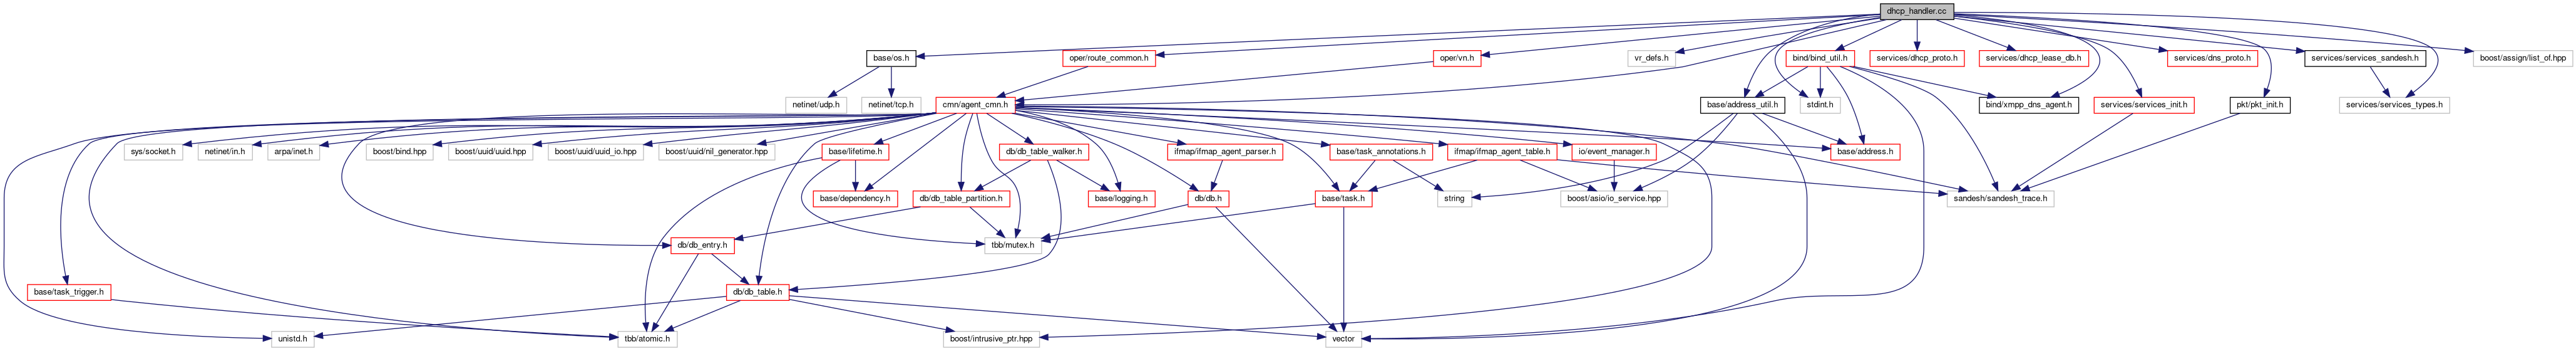 dhcp_handler.cc
base/os.h
oper/route_common.h
oper/vn.h
vr_defs.h
bind/bind_util.h
services/dhcp_proto.h
services/dhcp_lease_db.h
services/dns_proto.h
services/services_sandesh.h
boost/assign/list_of.hpp
netinet/udp.h
netinet/tcp.h
cmn/agent_cmn.h
base/address_util.h
stdint.h
bind/xmpp_dns_agent.h
services/services_init.h
pkt/pkt_init.h
services/services_types.h
sys/socket.h
netinet/in.h
arpa/inet.h
boost/bind.hpp
boost/uuid/uuid.hpp
boost/uuid/uuid_io.hpp
boost/uuid/nil_generator.hpp
base/lifetime.h
db/db_table_walker.h
ifmap/ifmap_agent_parser.h
base/task_annotations.h
ifmap/ifmap_agent_table.h
io/event_manager.h
base/address.h
base/dependency.h
db/db_table_partition.h
base/logging.h
db/db.h
base/task.h
string
boost/asio/io_service.hpp
sandesh/sandesh_trace.h
db/db_entry.h
tbb/mutex.h
base/task_trigger.h
db/db_table.h
unistd.h
tbb/atomic.h
boost/intrusive_ptr.hpp
vector